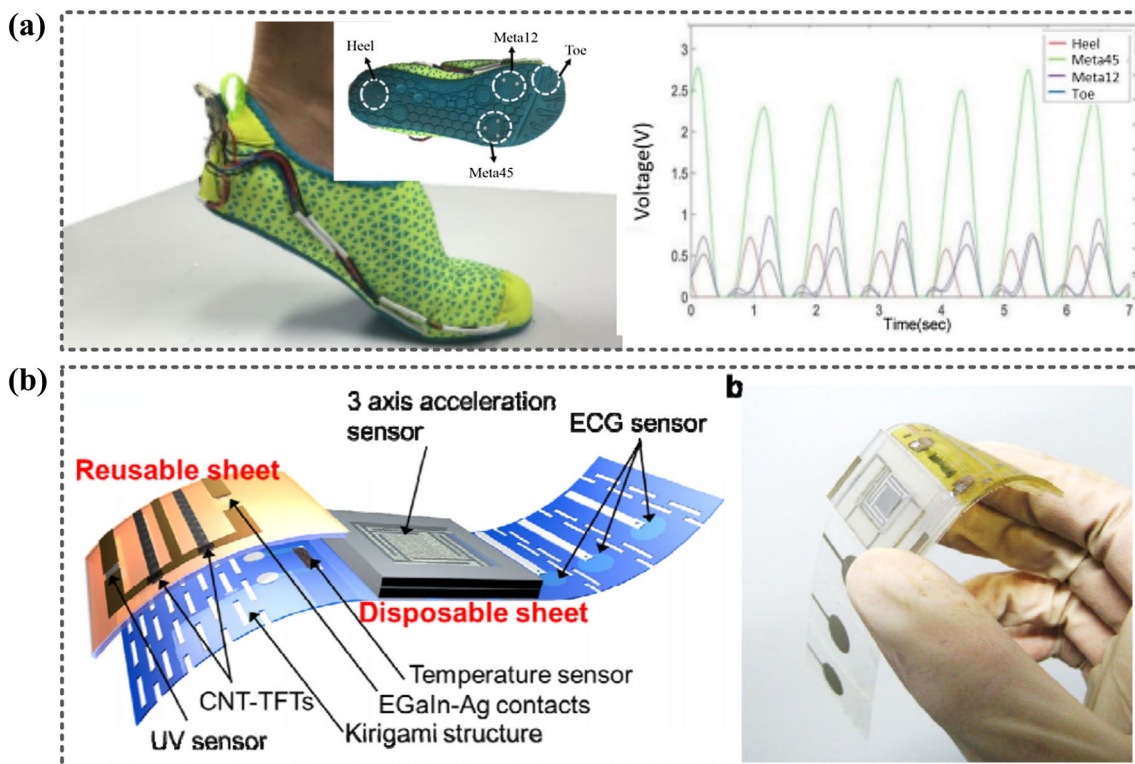 (a)
Heel
Meta12
Toe
Meta45
Voltage(V)
3
2.5
2
1.5
1
0.5
0
0 1 2 3 4 5 6 7
Time(sec)
Heel
Meta45
Meta12
Toe
(b)
3 axis acceleration
sensor
ECG sensor
Reusable sheet
Disposable sheet
Temperature sensor
EGaIn-Ag contacts
CNT-TFTs
Kirigami structure
UV sensor
b